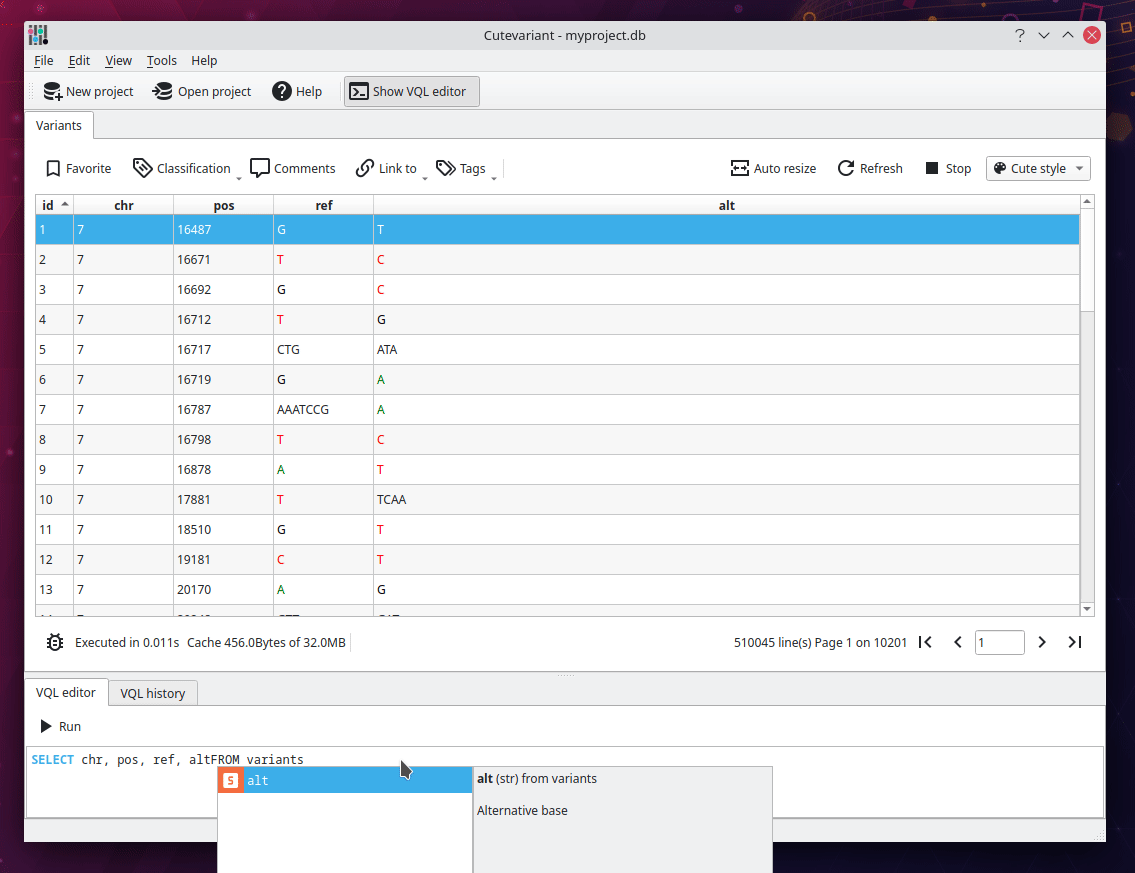 Cutevariant - myproject.db
?
File Edit View Tools Help
New project Open project ? Help Show VQL editor
Variants
Favorite Classification Comments Link to Tags Auto resize Refresh Stop Cute style
id chr pos ref alt
1 7 16487 G T
2 7 16671 T C
3 7 16692 G C
4 7 16712 T G
5 7 16717 CTG ATA
6 7 16719 G A
7 7 16787 AAATCCG A
8 7 16798 T C
9 7 16878 A T
10 7 17881 T TCAA
11 7 18510 G T
12 7 19181 C T
13 7 20170 A G
Executed in 0.011s Cache 456.0Bytes of 32.0MB 510045 line(s) Page 1 on 10201 1
VQL editor VQL history
Run
SELECT chr, pos, ref, altFROM variants
S alt alt (str) from variants
Alternative base